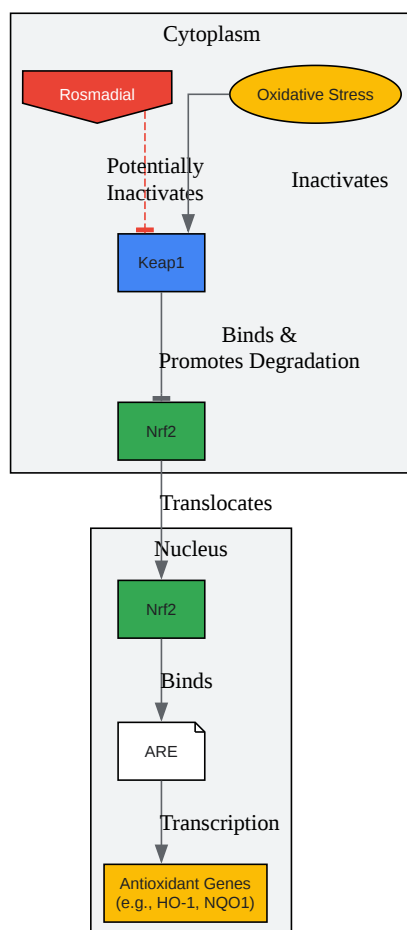 Cytoplasm
Rosmadial
Oxidative Stress
Potentially
Inactivates
Inactivates
Keap1
Binds &
Promotes Degradation
Nrf2
Translocates
Nucleus
Nrf2
Binds
ARE
Transcription
Antioxidant Genes
(e.g., HO-1, NQO1)